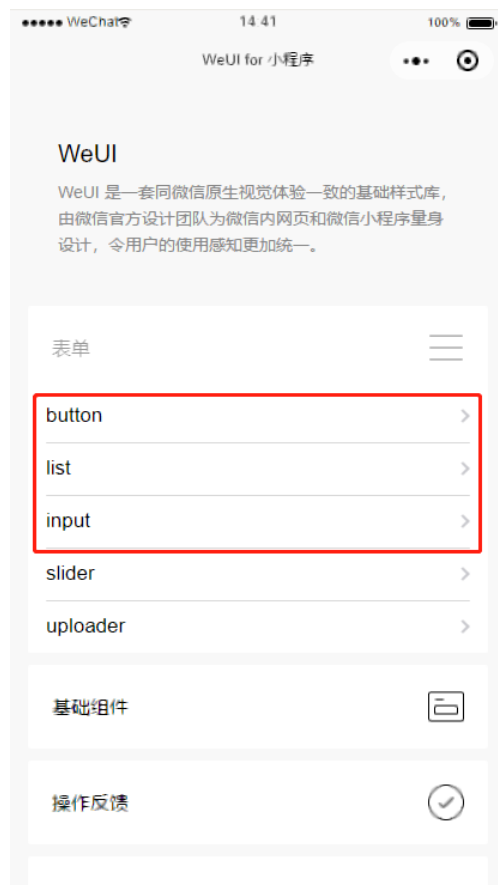 WeChat 14 41 100%
WeUI for 小程序
WeUI
WeUI 是一套同微信原生视觉体验一致的基础样式库，
由微信官方设计团队为微信内网页和微信小程序量身
设计，令用户的使用感知更加统一。
表单
button
list
input
slider
uploader
基础组件
操作反馈